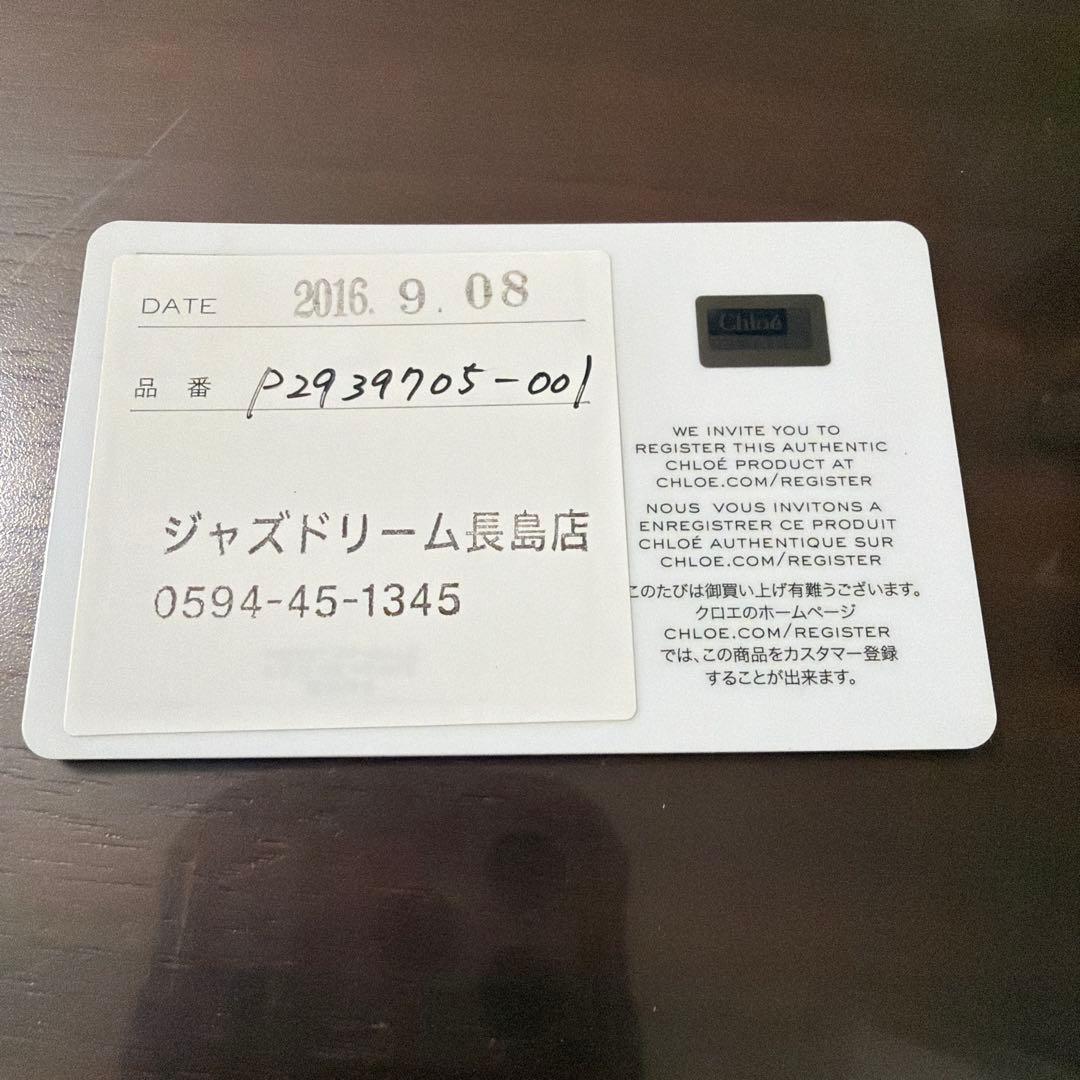 DATE 2016. 9. 08
品番 P2939705-001
ジャズドリーム長島店
0594-45-1345
Chloé
WE INVITE YOU TO
REGISTER THIS AUTHENTIC
CHLOÉ PRODUCT AT
CHLOE.COM/REGISTER
NOUS VOUS INVITONS A
ENREGISTRER CE PRODUIT
CHLOÉ AUTHENTIQUE SUR
CHLOE.COM/REGISTER
このたびは御買い上げ有難うございます。
クロエのホームページ
CHLOE.COM/REGISTER
では、この商品をカスタマー登録
することが出来ます。